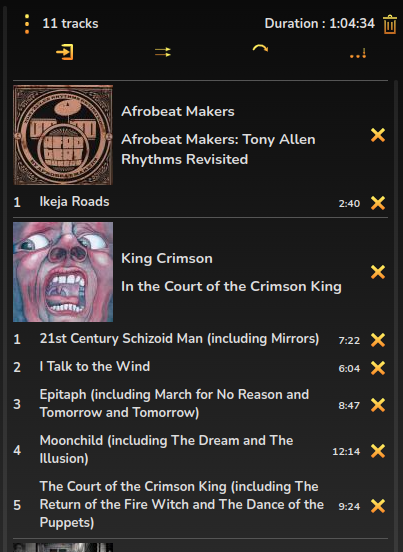 11 tracks Duration : 1:04:34
Afrobeat Makers
Afrobeat Makers: Tony Allen
Rhythms Revisited
1 Ikeja Roads 2:40
King Crimson
In the Court of the Crimson King
1 21st Century Schizoid Man (including Mirrors) 7:22
2 I Talk to the Wind 6:04
3 Epitaph (including March for No Reason and
Tomorrow and Tomorrow) 8:47
4 Moonchild (including The Dream and The
Illusion) 12:14
The Court of the Crimson King (including The
5 Return of the Fire Witch and The Dance of the 9:24
Puppets)